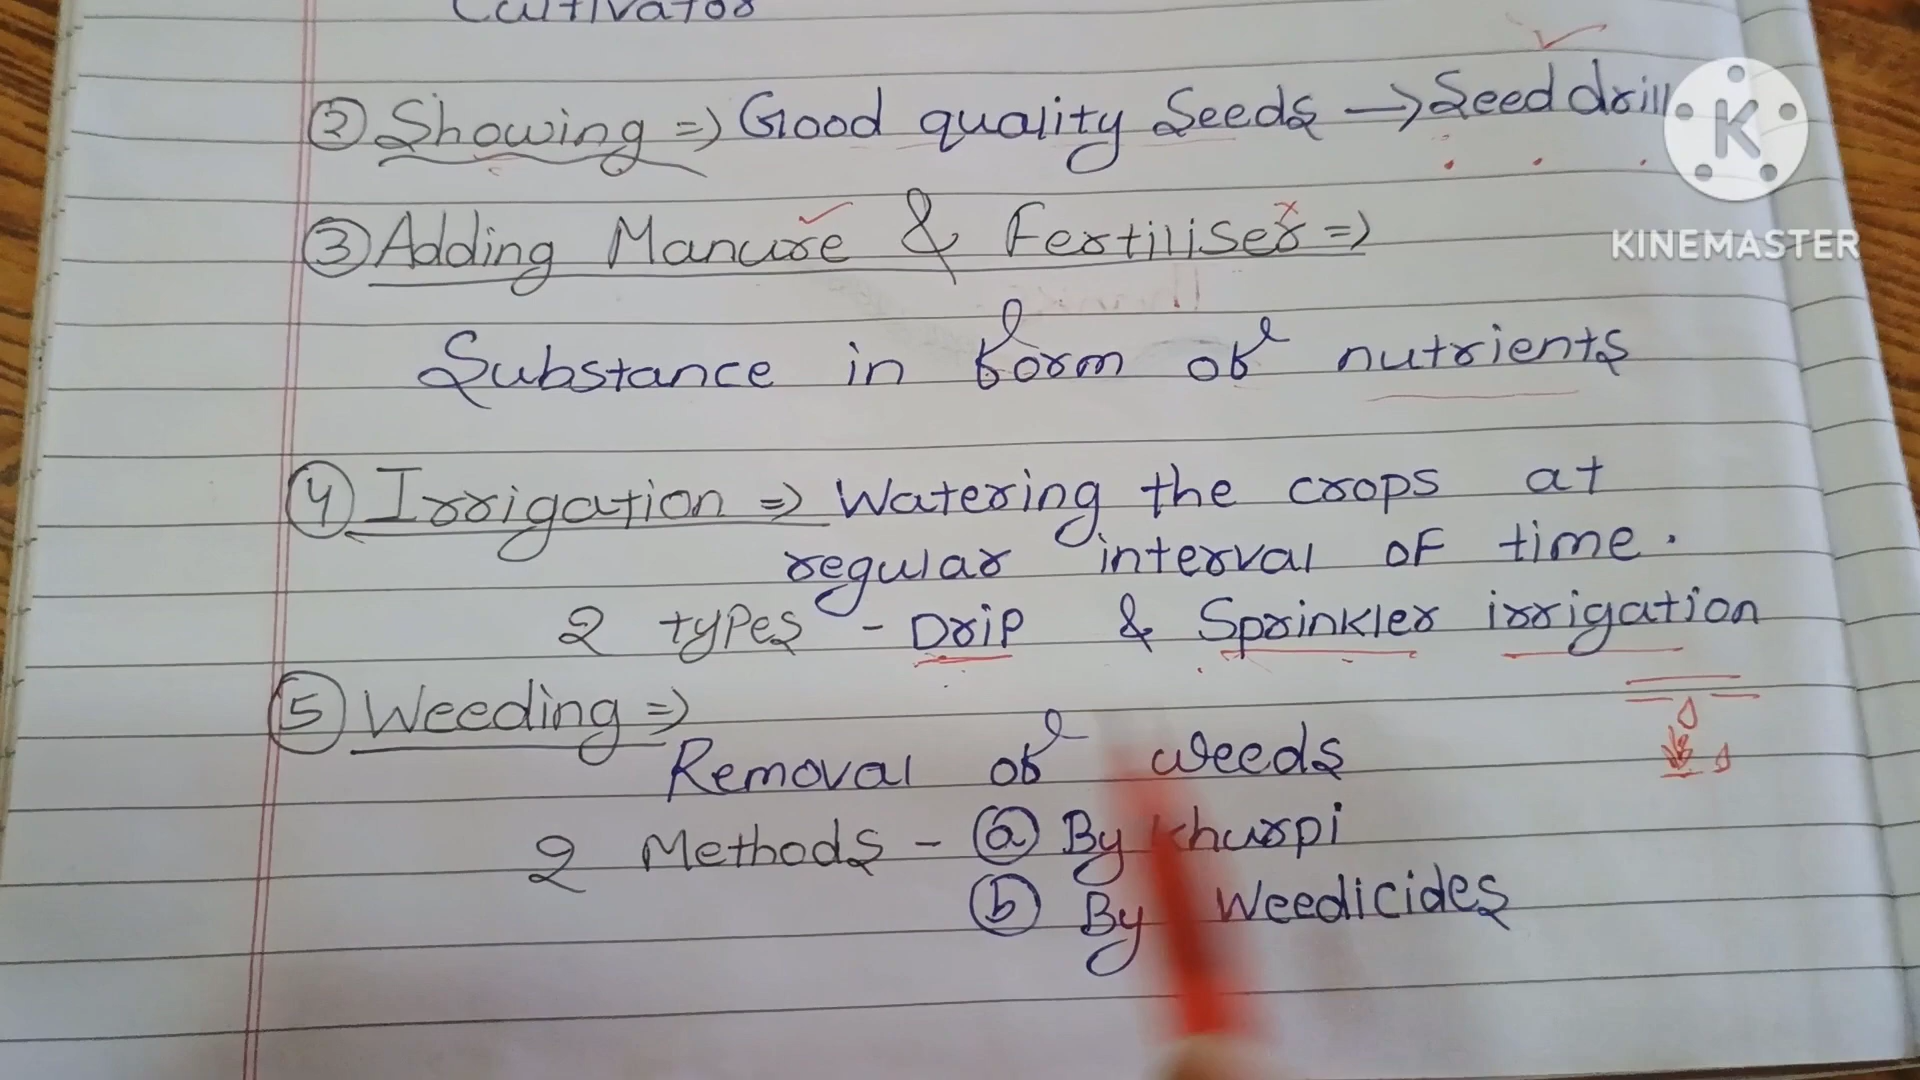 Cultivator
② Showing => Good quality Seeds → Seed drill
③ Adding Manure & Fertiliser =>
Substance in form of nutrients
④ Irrigation => Watering the crops at
regular interval of time.
2 types - Drip & Sprinkler irrigation
⑤ Weeding =>
Removal of weeds
2 Methods - ⓐ By Khurpi
ⓑ By Weedicides
K
KINEMASTER